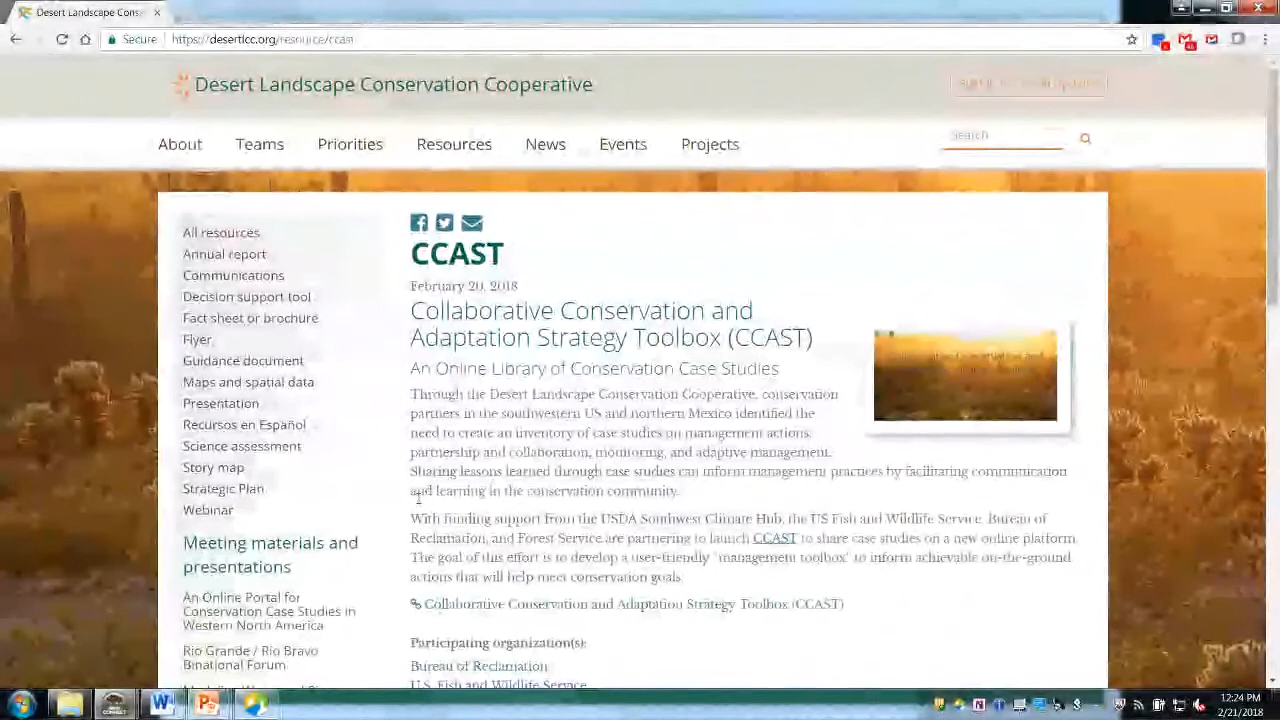 Desert Landscape Conse
Secure
https://desertlcc.org/resource/ccast
Desert Landscape Conservation Cooperative
About Teams Priorities Resources News Events Projects
Search
All resources
Annual report
Communications
Decision support tool
Fact sheet or brochure
Flyer
Guidance document
Maps and spatial data
Presentation
Recursos en Español
Science assessment
Story map
Strategic Plan
Webinar
Meeting materials and
presentations
An Online Portal for
Conservation Case Studies in
Western North America
Rio Grande / Rio Bravo
Binational Forum
CCAST
February 20, 2018
Collaborative Conservation and
Adaptation Strategy Toolbox (CCAST)
An Online Library of Conservation Case Studies
Through the Desert Landscape Conservation Cooperative, conservation
partners in the southwestern US and northern Mexico identified the
need to create an inventory of case studies on management actions,
partnership and collaboration, monitoring, and adaptive management.
Sharing lessons learned through case studies can inform management practices by facilitating communication
and learning in the conservation community.
With funding support from the USDA Southwest Climate Hub, the US Fish and Wildlife Service, Bureau of
Reclamation, and Forest Service are partnering to launch CCAST to share case studies on a new online platform.
The goal of this effort is to develop a user-friendly "management toolbox" to inform achievable on-the-ground
actions that will help meet conservation goals.
Collaborative Conservation and Adaptation Strategy Toolbox (CCAST)
Participating organization(s):
Bureau of Reclamation
U.S. Fish and Wildlife Service
12:24 PM
2/21/2018